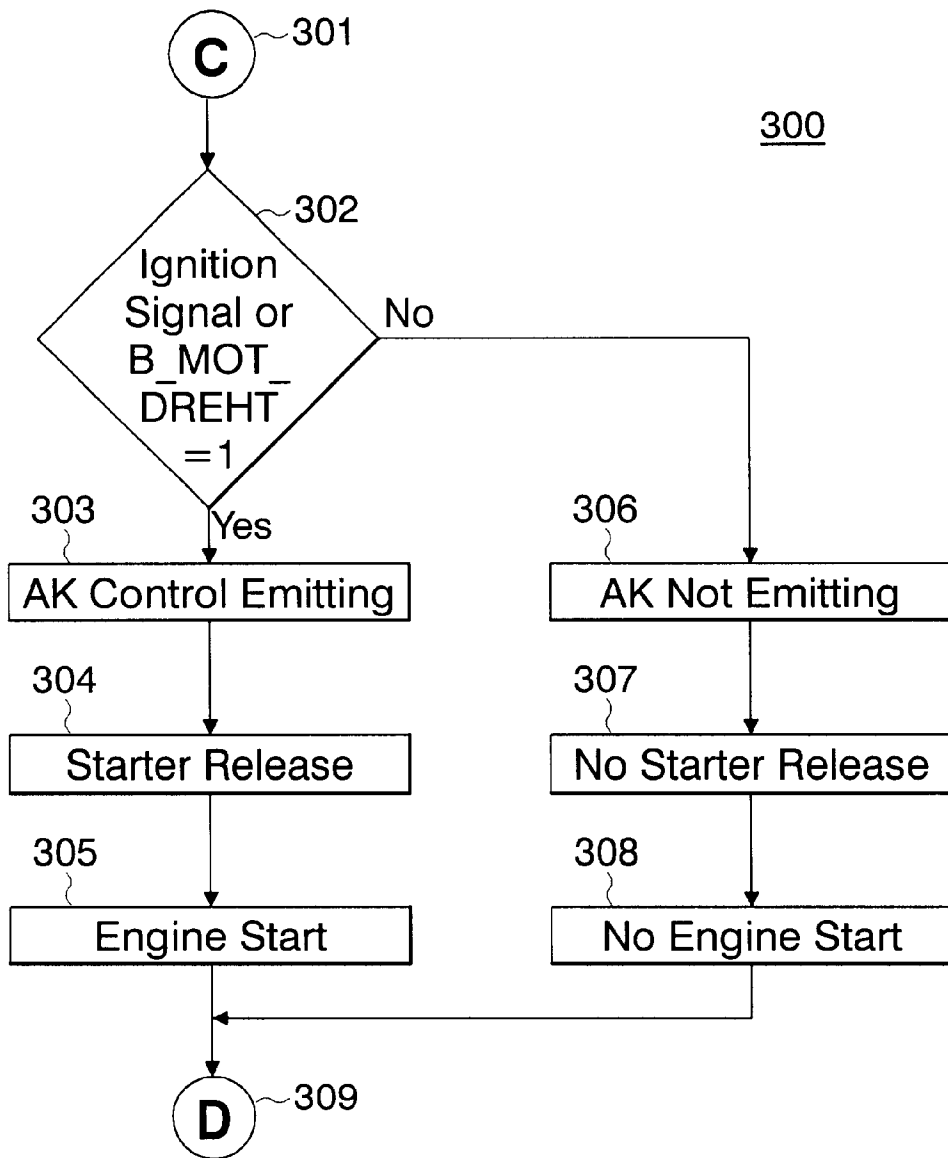 C
301
300
302
Ignition
Signal or
B_MOT_
DREHT
=1
No
Yes
303
AK Control Emitting
306
AK Not Emitting
304
Starter Release
307
No Starter Release
305
Engine Start
308
No Engine Start
D
309